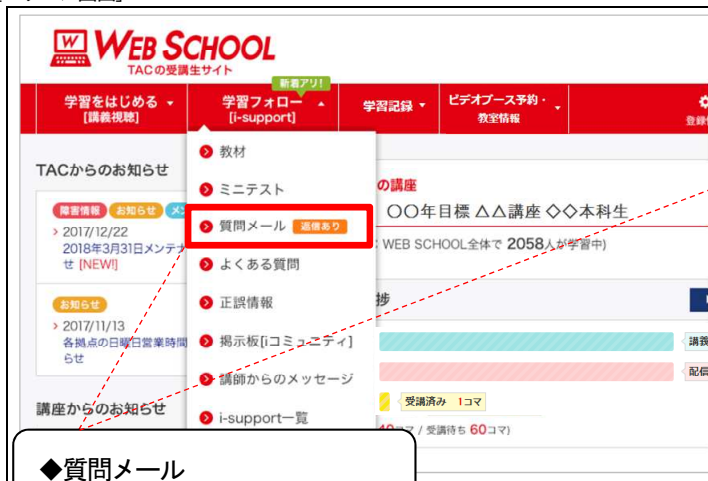 WEB SCHOOL
TACの受講生サイト
新着アリ!
学習をはじめる
[講義視聴]
学習フォロー
[i-support]
学習記録
ビデオブース予約・
教室情報
TACからのお知らせ
障害情報 お知らせ
2017/12/22
2018年3月31日メンテナ
せ [NEW!]
お知らせ
2017/11/13
各拠点の日曜日営業時間
らせ
講座からのお知らせ
教材
ミニテスト
質問メール 返信あり
よくある質問
正誤情報
掲示板[iコミュニティ]
講師からのメッセージ
i-support一覧
の講座
〇〇年目標 △△講座 ◇◇本科生
WEB SCHOOL全体で 2058人が学習中)
捗
講義
配信
受講済み 1コマ
コマ / 受講待ち 60コマ)
◆質問メール